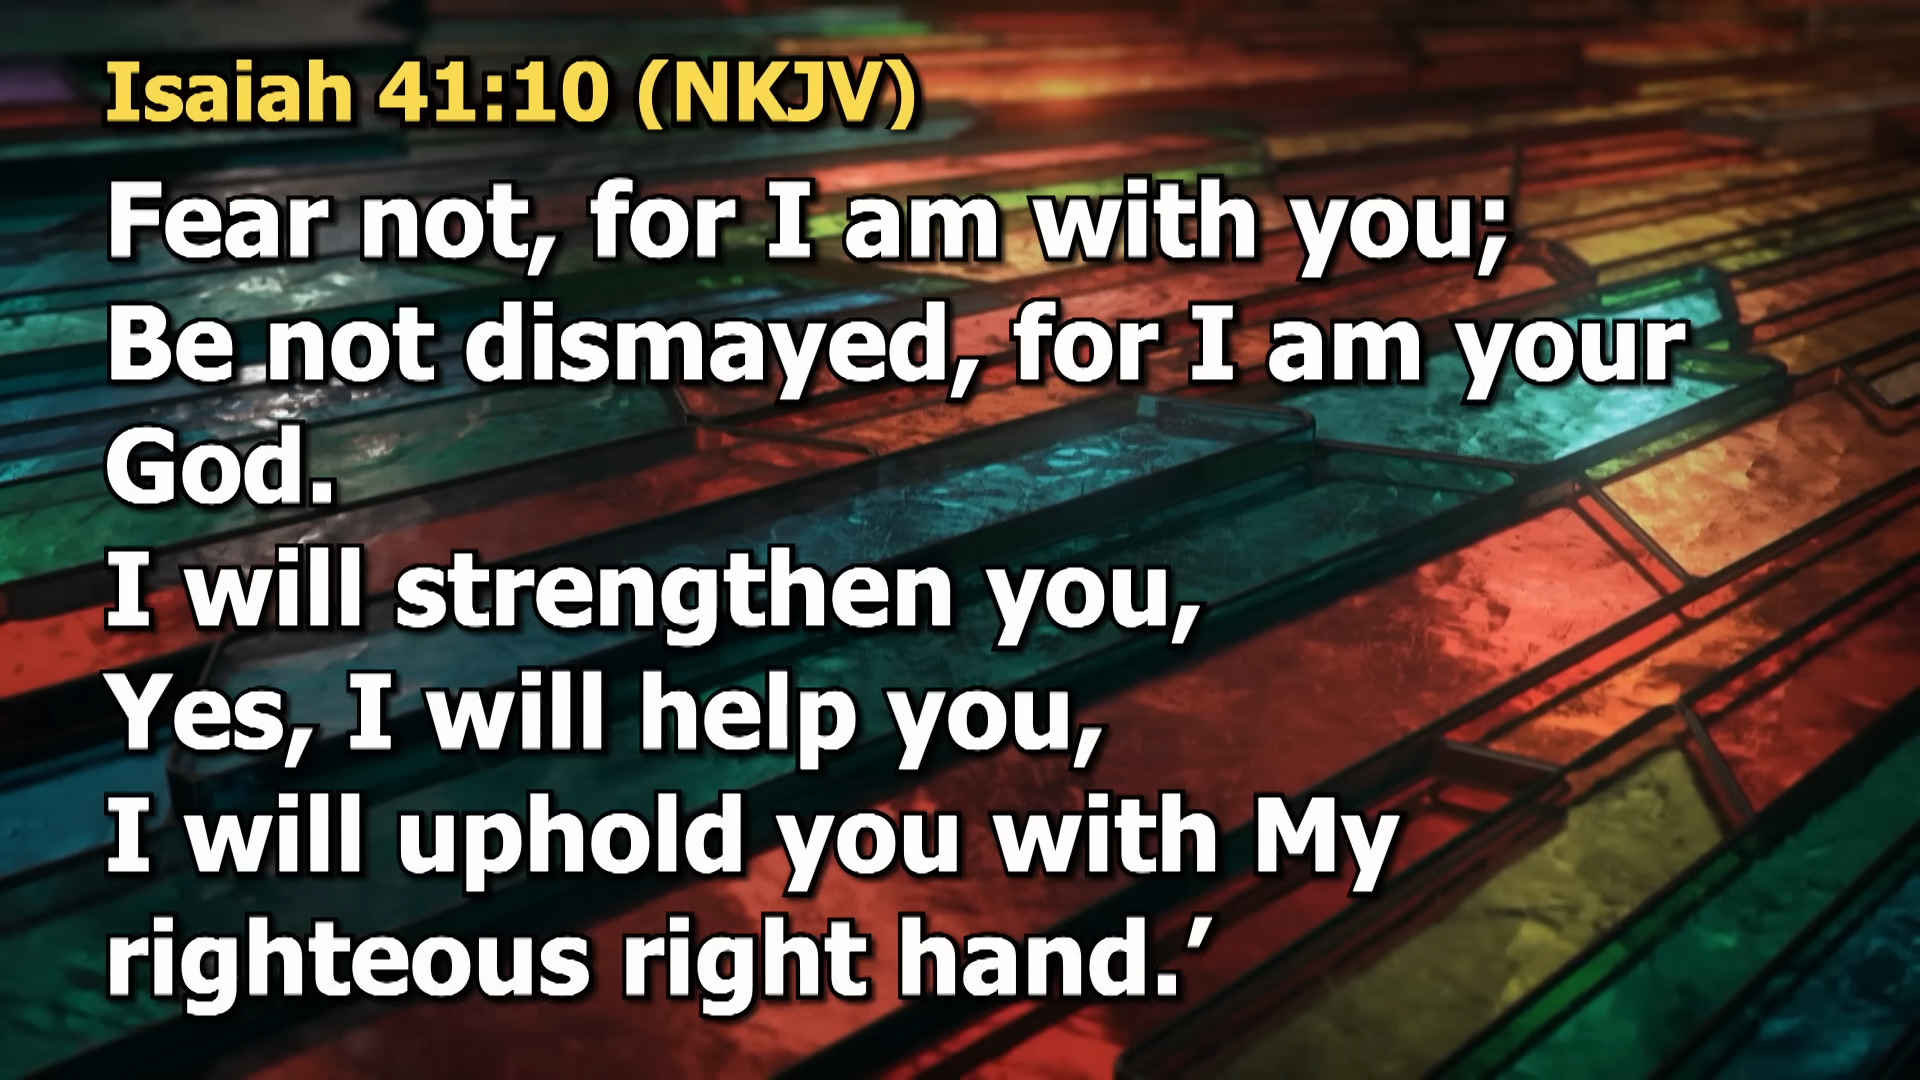 Isaiah 41:10 (NKJV)
Fear not, for I am with you;
Be not dismayed, for I am your
God.
I will strengthen you,
Yes, I will help you,
I will uphold you with My
righteous right hand.’